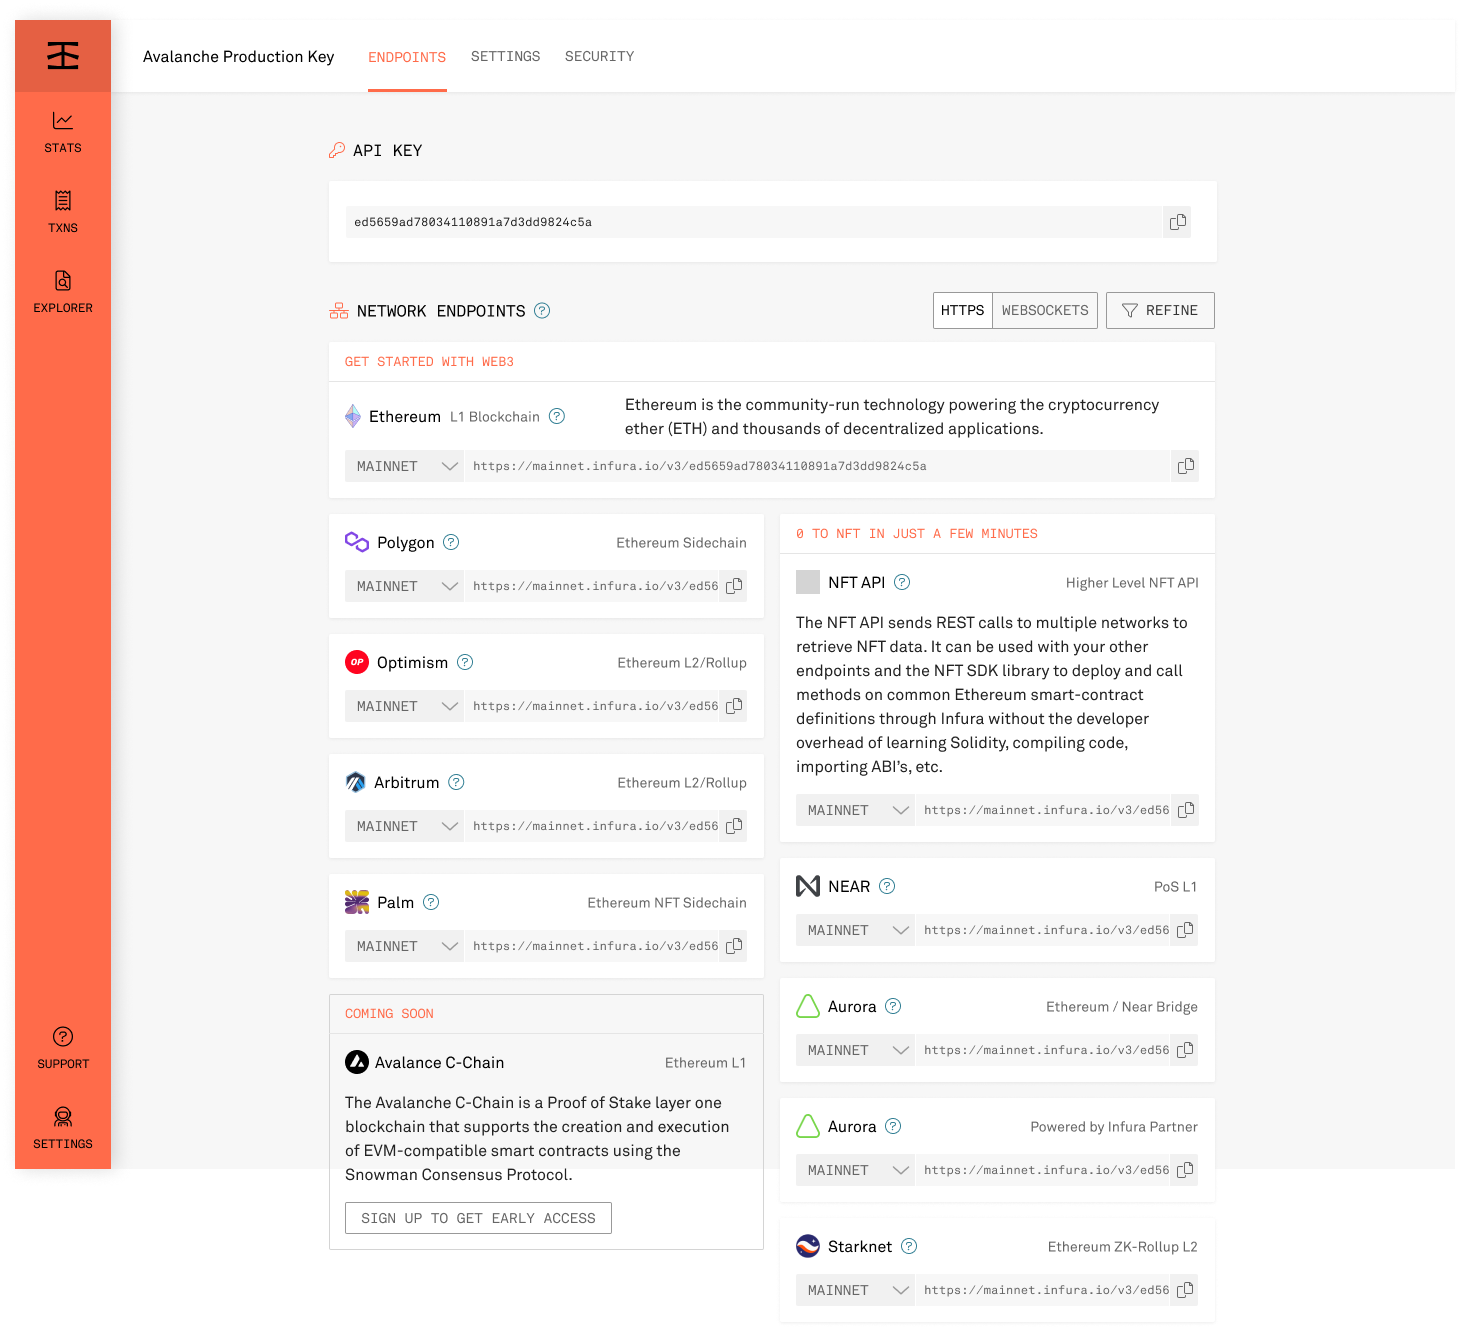 Avalanche Production Key
ENDPOINTS
SETTINGS
SECURITY
STATS
TXNS
EXPLORER
SUPPORT
SETTINGS
API KEY
ed5659ad78034110891a7d3dd9824c5a
NETWORK ENDPOINTS ?
HTTPS
WEBSOCKETS
REFINE
GET STARTED WITH WEB3
Ethereum L1 Blockchain ?
Ethereum is the community-run technology powering the cryptocurrency
ether (ETH) and thousands of decentralized applications.
MAINNET
https://mainnet.infura.io/v3/ed5659ad78034110891a7d3dd9824c5a
Polygon ?
Ethereum Sidechain
MAINNET
https://mainnet.infura.io/v3/ed56
OP Optimism ?
Ethereum L2/Rollup
MAINNET
https://mainnet.infura.io/v3/ed56
Arbitrum ?
Ethereum L2/Rollup
MAINNET
https://mainnet.infura.io/v3/ed56
Palm ?
Ethereum NFT Sidechain
MAINNET
https://mainnet.infura.io/v3/ed56
COMING SOON
Avalance C-Chain
Ethereum L1
The Avalanche C-Chain is a Proof of Stake layer one
blockchain that supports the creation and execution
of EVM-compatible smart contracts using the
Snowman Consensus Protocol.
SIGN UP TO GET EARLY ACCESS
0 TO NFT IN JUST A FEW MINUTES
NFT API ?
Higher Level NFT API
The NFT API sends REST calls to multiple networks to
retrieve NFT data. It can be used with your other
endpoints and the NFT SDK library to deploy and call
methods on common Ethereum smart-contract
definitions through Infura without the developer
overhead of learning Solidity, compiling code,
importing ABI’s, etc.
MAINNET
https://mainnet.infura.io/v3/ed56
NEAR ?
PoS L1
MAINNET
https://mainnet.infura.io/v3/ed56
Aurora ?
Ethereum / Near Bridge
MAINNET
https://mainnet.infura.io/v3/ed56
Aurora ?
Powered by Infura Partner
MAINNET
https://mainnet.infura.io/v3/ed56
Starknet ?
Ethereum ZK-Rollup L2
MAINNET
https://mainnet.infura.io/v3/ed56